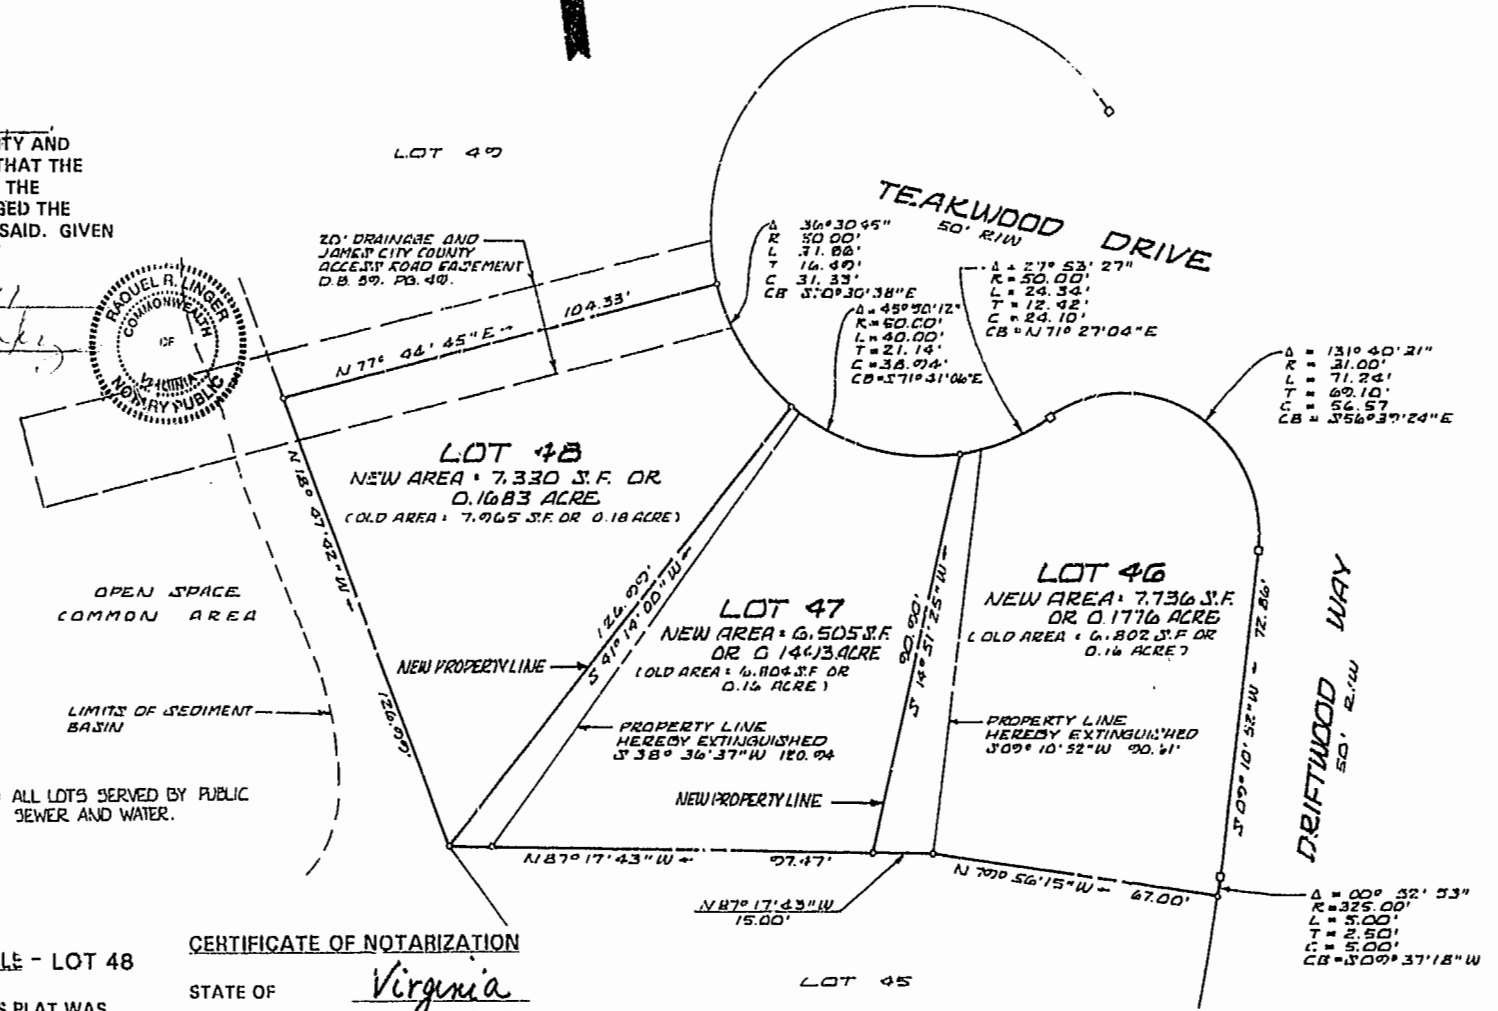 TY AND
THAT THE
THE
GED THE
SAID. GIVEN
RAQUEL R. LINGER
COMMONWEALTH
OF
VIRGINIA
NOTARY PUBLIC
LOT 49
20' DRAINAGE AND
JAMES CITY COUNTY
ACCESS ROAD EASEMENT
D.B. 59. PG. 49.
N 77° 44' 45" E
104.33'
TEAKWOOD DRIVE
50' R/W
Δ 36°30'45"
R 50.00'
L 31.86'
T 16.49'
C 31.33'
CB
Δ = 45°50'12"
R = 50.00'
L = 40.00'
T = 21.14'
C = 38.94'
CB = S71°31'06"E
Δ = 27° 53' 27"
R = 50.00'
L = 24.34'
T = 12.42'
C = 24.10'
CB = N 71° 27'04"E
Δ = 131° 40' 21"
R = 31.00'
L = 71.24'
T = 69.10'
C = 56.57
CB = S56°39'24"E
LOT 48
NEW AREA : 7,330 S.F. OR
0.1683 ACRE
(OLD AREA : 7,965 S.F. OR 0.18 ACRE)
N 18° 47' 42" W
126.99'
OPEN SPACE
COMMON AREA
LIMITS OF SEDIMENT
BASIN
ALL LOTS SERVED BY PUBLIC
SEWER AND WATER.
126.69'
S 41° 14' 00" W
NEW PROPERTY LINE
LOT 47
NEW AREA : 6,505 S.F.
OR 0.1493 ACRE
(OLD AREA : 6,804 S.F. OR
0.16 ACRE)
PROPERTY LINE
HEREBY EXTINGUISHED
S 38° 36' 37" W 120.94
NEW PROPERTY LINE
90.90'
S 14° 51' 25" W
LOT 46
NEW AREA : 7,736 S.F.
OR 0.1776 ACRE
(OLD AREA : 6,802 S.F. OR
0.16 ACRE)
PROPERTY LINE
HEREBY EXTINGUISHED
S 09° 10' 52" W 90.61'
S 09° 10' 52" W 72.86'
DRIFTWOOD WAY
50' R/W
N 87° 17' 43" W
97.47'
N 87° 17' 43" W
15.00'
N 79° 56' 15" W 67.00'
Δ = 00° 52' 53"
R = 325.00'
L = 5.00'
T = 2.50'
C = 5.00'
CB = S09°37'18" W
LOT 45
LE - LOT 48
S PLAT WAS
CERTIFICATE OF NOTARIZATION
STATE OF Virginia